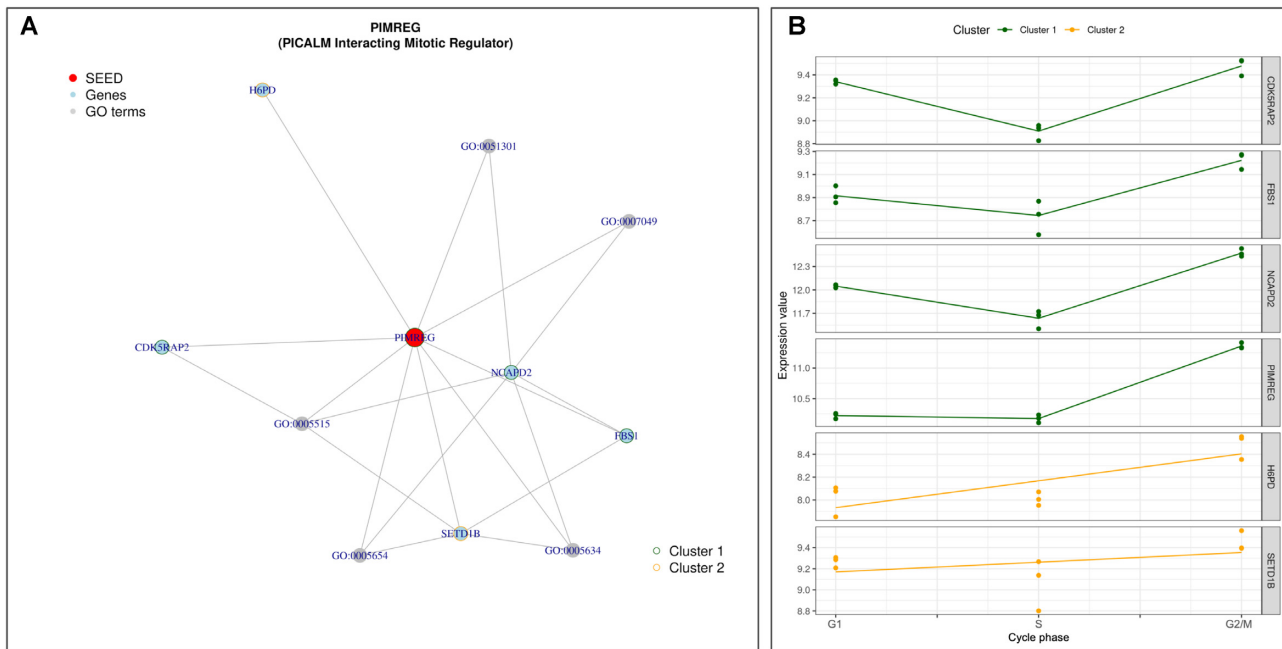 A
PIMREG
(PICALM Interacting Mitotic Regulator)
SEED
Genes
GO terms
H6PD
GO:0051301
GO:0007049
PIMREG
CDK5RAP2
NCAPD2
GO:0005515
FBS1
SETD1B
GO:0005654
GO:0005634
Cluster 1
Cluster 2
B
Cluster Cluster 1 Cluster 2
9.4
9.2
9.0
8.8
CDK5RAP2
9.3
9.1
8.9
8.7
FBS1
12.3
12.0
11.7
NCAPD2
11.0
10.5
PIMREG
8.4
8.2
8.0
H6PD
9.4
9.2
9.0
8.8
SETD1B
Expression value
G1 S G2/M
Cycle phase